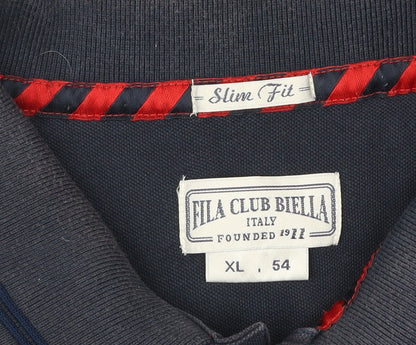 Slim Fit
FILA CLUB BIELLA
ITALY
FOUNDED 1911
XL , 54